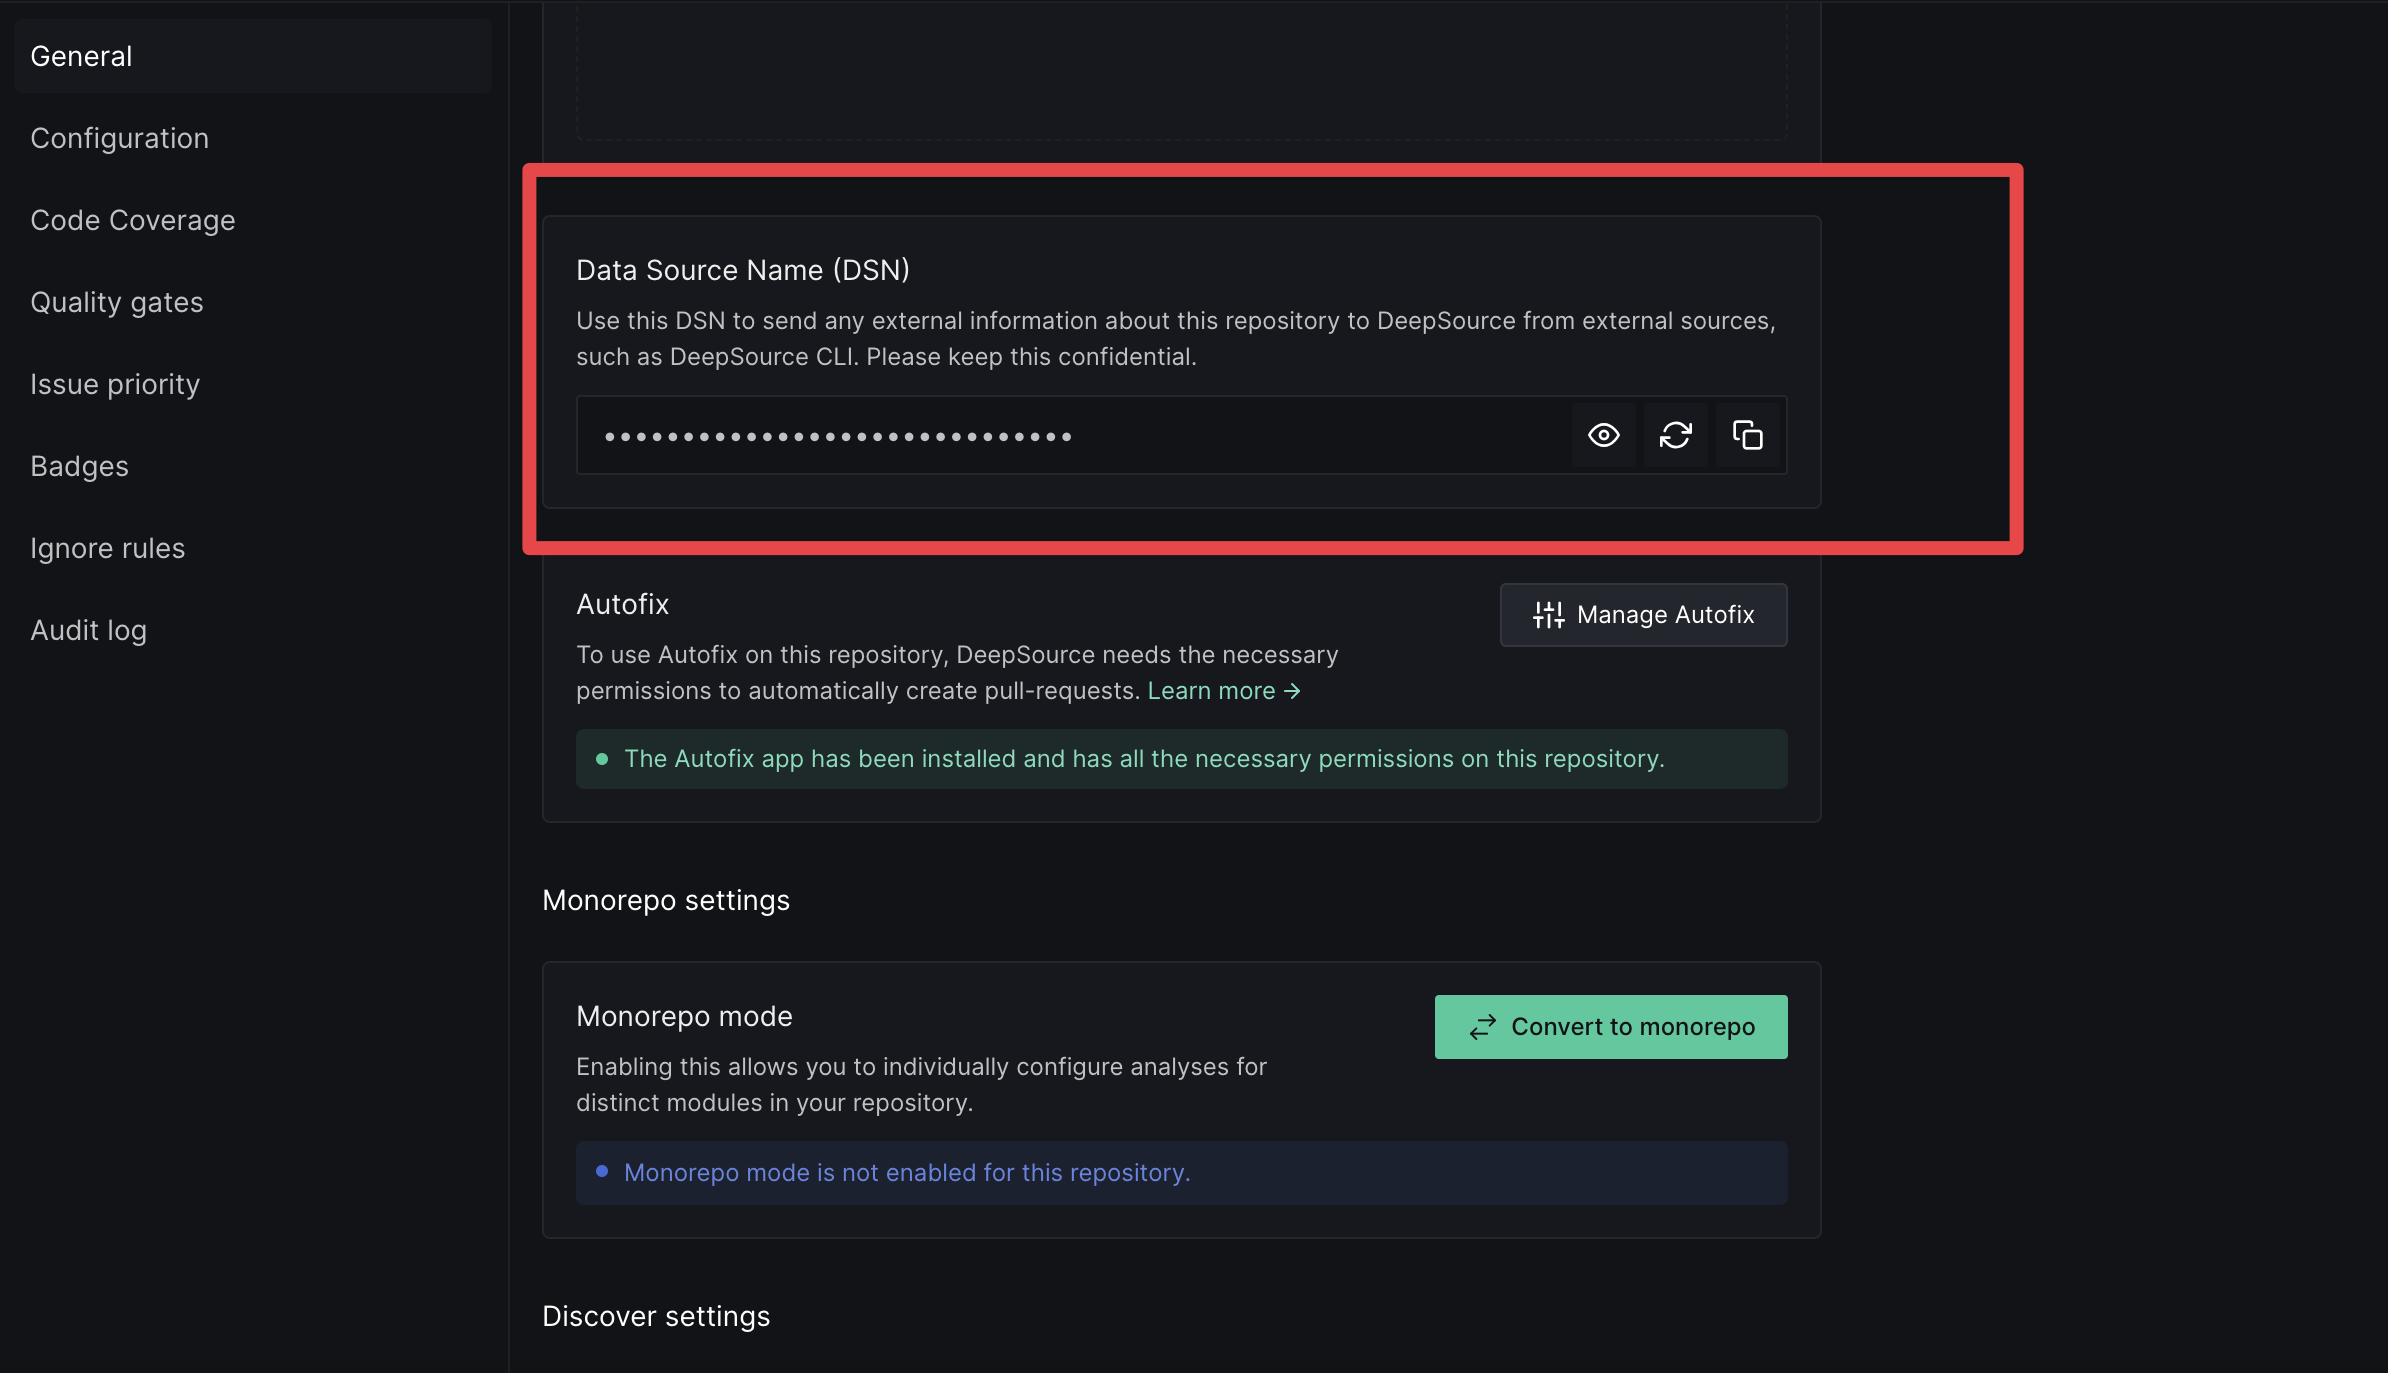 General
Configuration
Code Coverage
Quality gates
Issue priority
Badges
Ignore rules
Audit log
Data Source Name (DSN)
Use this DSN to send any external information about this repository to DeepSource from external sources,
such as DeepSource CLI. Please keep this confidential.
••••••••••••••••••••••••••••••
Autofix
Manage Autofix
To use Autofix on this repository, DeepSource needs the necessary
permissions to automatically create pull-requests. Learn more →
The Autofix app has been installed and has all the necessary permissions on this repository.
Monorepo settings
Monorepo mode
Convert to monorepo
Enabling this allows you to individually configure analyses for
distinct modules in your repository.
Monorepo mode is not enabled for this repository.
Discover settings